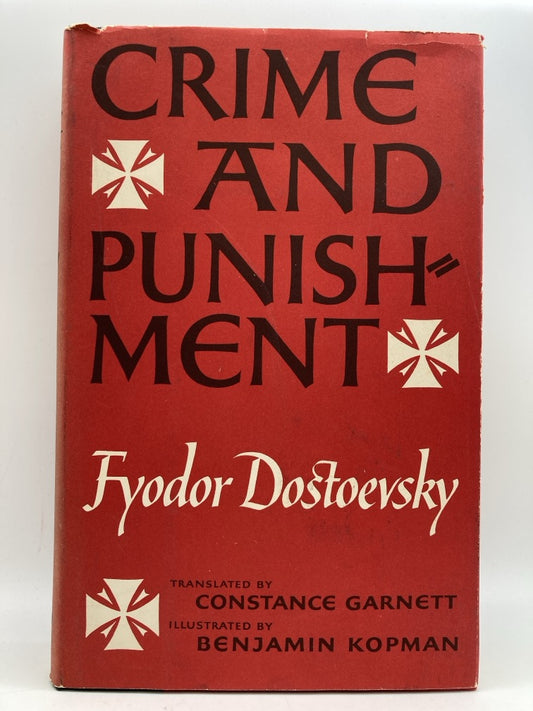 CRIME
AND
PUNISH=
MENT
Fyodor Dostoevsky
TRANSLATED BY
CONSTANCE GARNETT
ILLUSTRATED BY
BENJAMIN KOPMAN